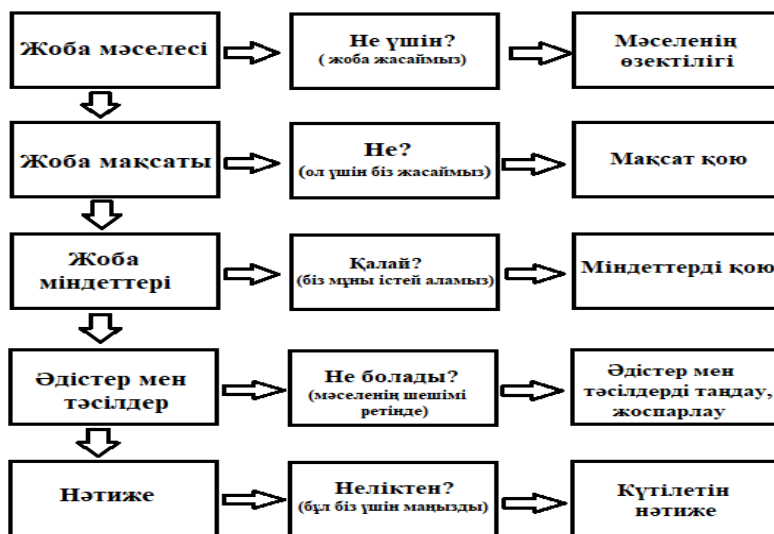 Жоба мәселесі
Не үшін?
( жоба жасаймыз)
Мәселенің
өзектілігі
Жоба мақсаты
Не?
(ол үшін біз жасаймыз)
Мақсат қою
Жоба
міндеттері
Қалай?
(біз мұны істей аламыз)
Міндеттерді қою
Әдістер мен
тәсілдер
Не болады?
(мәселенің шешімі
ретінде)
Әдістер мен
тәсілдерді таңдау,
жоспарлау
Нәтиже
Неліктен?
(бұл біз үшін маңызды)
Күтілетін
нәтиже